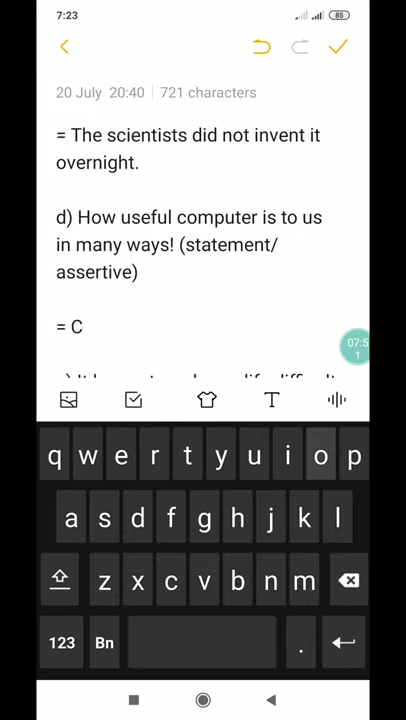 7:23
85
20 July 20:40 | 721 characters
= The scientists did not invent it
overnight.
d) How useful computer is to us
in many ways! (statement/
assertive)
= C
07:5
1
T
q w e r t y u i o p
a s d f g h j k l
z x c v b n m
123 Bn .